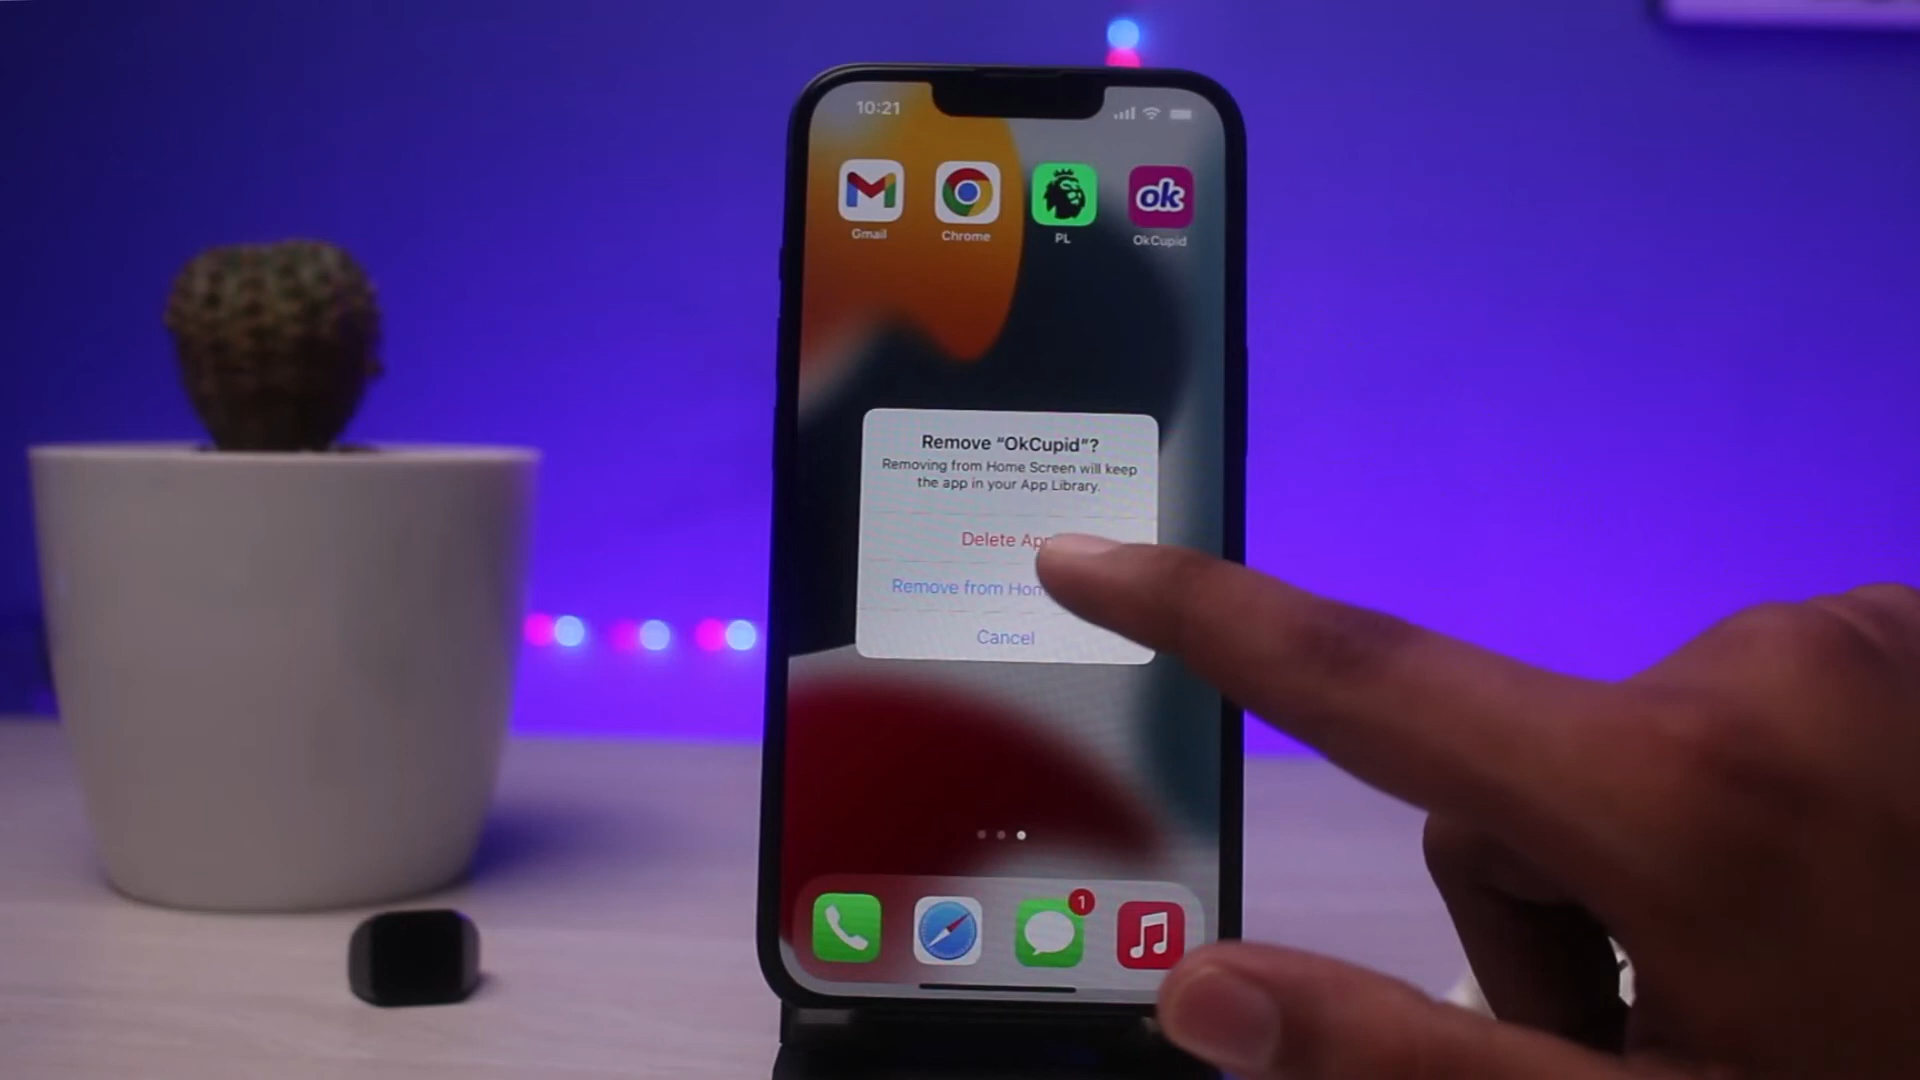 10:21
ok
Gmail
Chrome
PL
OkCupid
Remove “OkCupid”?
Removing from Home Screen will keep
the app in your App Library.
Delete App
Remove from Hom
Cancel
1